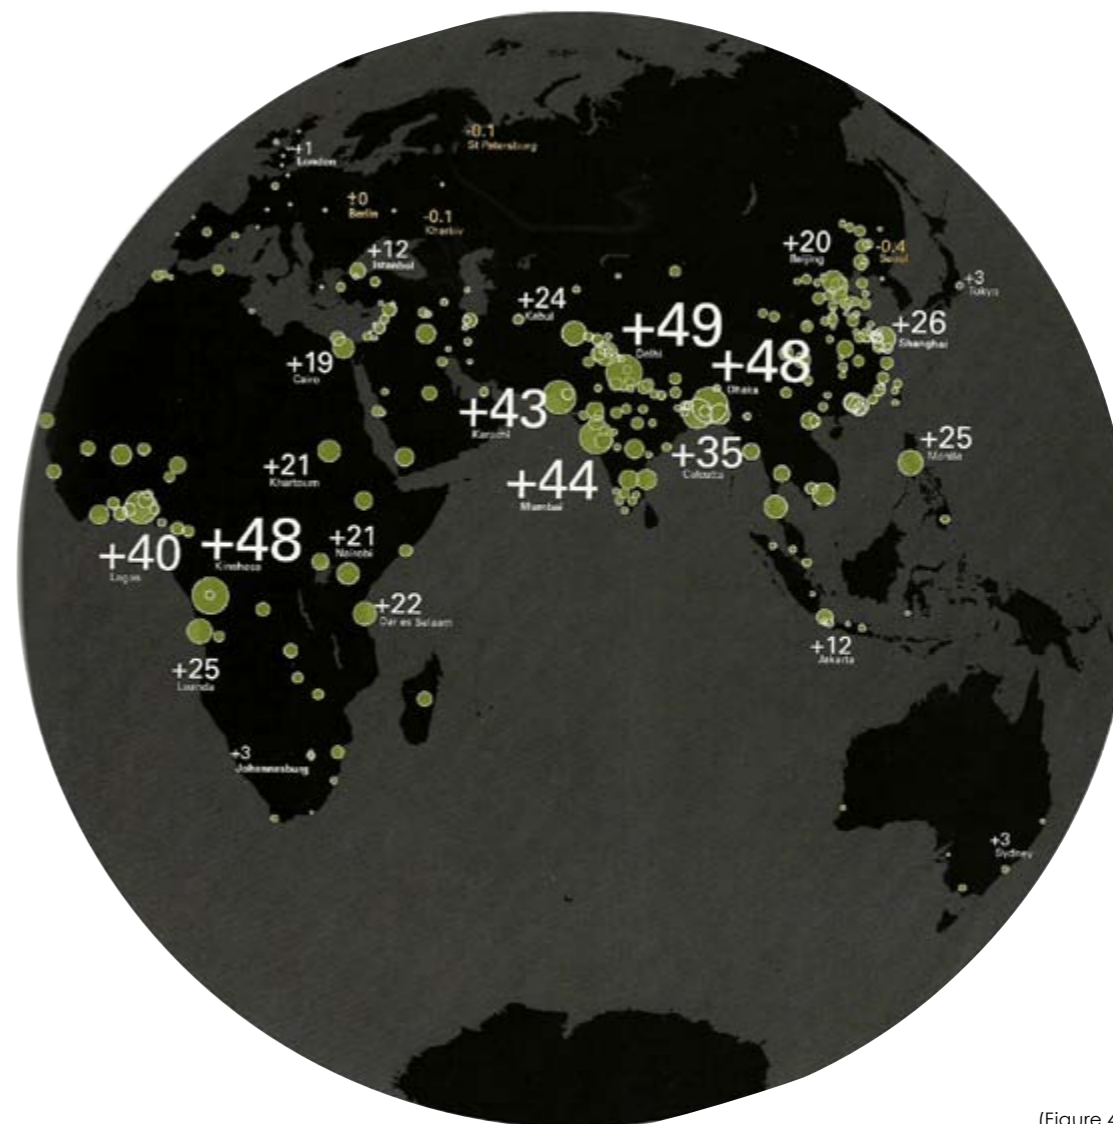 -0.1
St Petersburg
+1
London
+0
Berlin
-0.1
Kharkiv
+12
Istanbul
+20
Beijing
-0.4
Seoul
+3
Tokyo
+24
Kabul
+49
Delhi
+26
Shanghai
+19
Cairo
+48
Dhaka
+43
Karachi
+35
Calcutta
+25
Manila
+21
Khartoum
+44
Mumbai
+40
Lagos
+48
Kinshasa
+21
Nairobi
+22
Dar es Salaam
+12
Jakarta
+25
Luanda
+3
Johannesburg
+3
Sydney
(Figure 4